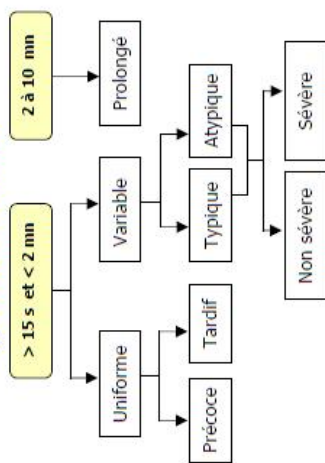 > 15 s et < 2 mn
2 à 10 mn
Uniforme
Variable
Prolongé
Précoce
Tardif
Typique
Atypique
Non sévère
Sévère